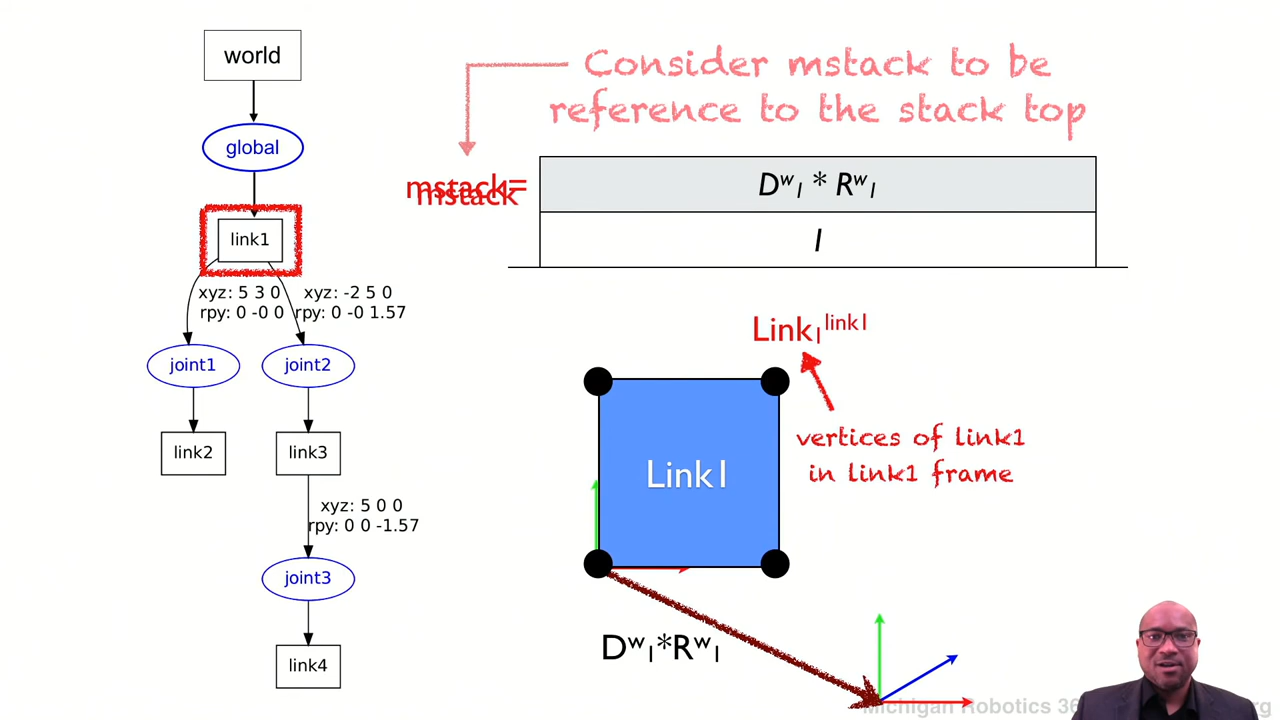 world
global
link1
xyz: 5 3 0
rpy: 0 -0 0
xyz: -2 5 0
rpy: 0 -0 1.57
joint1
joint2
link2
link3
xyz: 5 0 0
rpy: 0 0 -1.57
joint3
link4
Consider mstack to be
reference to the stack top
mstack=
mstack
Dʷ₁ * Rʷ₁
I
Link₁ˡⁱⁿᵏ¹
vertices of link1
in link1 frame
Link1
Dʷ₁*Rʷ₁
Michigan Robotics 36
rg